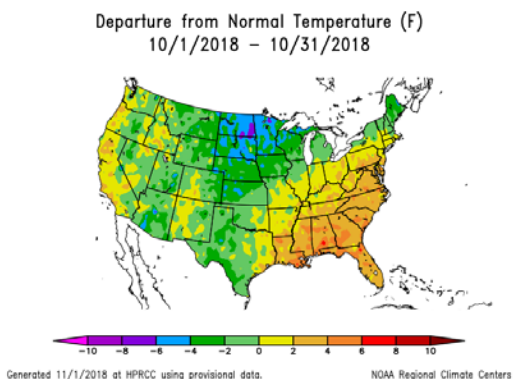 Departure from Normal Temperature (F)
10/1/2018 – 10/31/2018
-10 -8 -6 -4 -2 0 2 4 6 8 10
Generated 11/1/2018 at HPRCC using provisional data. NOAA Regional Climate Centers